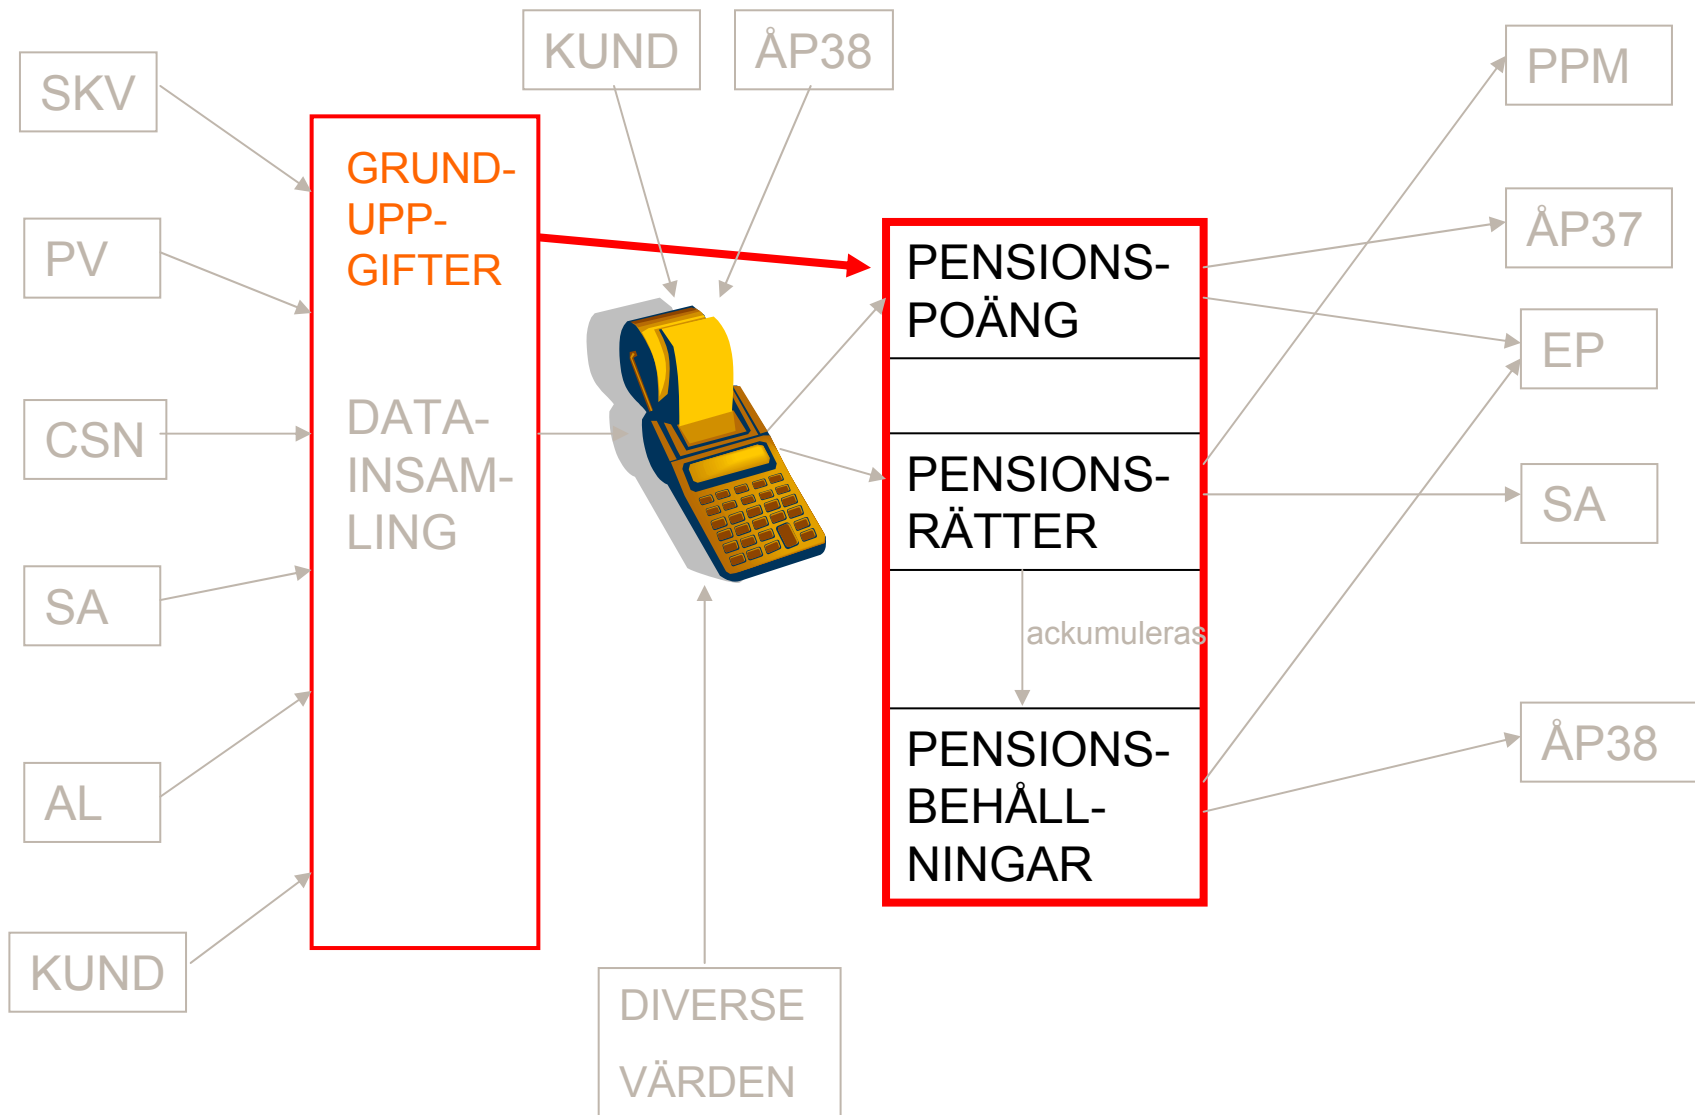 SKV
PV
CSN
SA
AL
KUND
GRUND-
UPP-
GIFTER
DATA-
INSAM-
LING
KUND
ÅP38
DIVERSE
VÄRDEN
PENSIONS-
POÄNG
PENSIONS-
RÄTTER
ackumuleras
PENSIONS-
BEHÅLL-
NINGAR
PPM
ÅP37
EP
SA
ÅP38